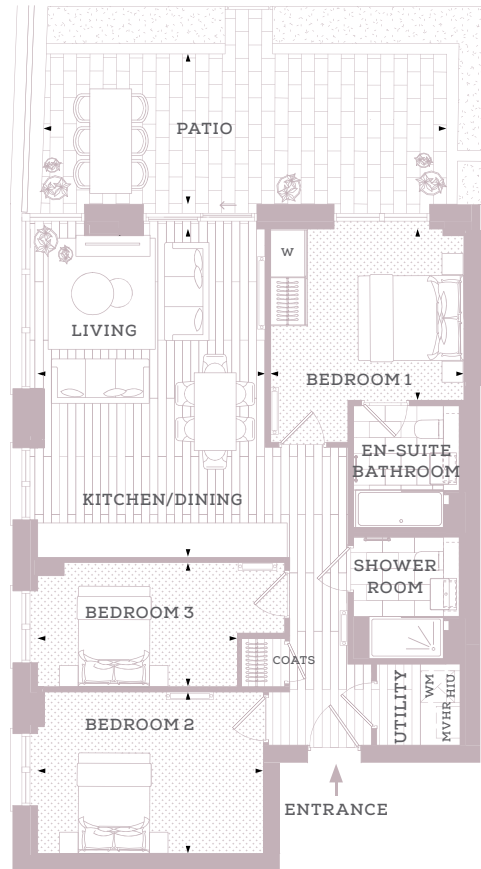 PATIO
W
LIVING
BEDROOM 1
EN-SUITE
BATHROOM
KITCHEN/DINING
SHOWER
ROOM
BEDROOM 3
COATS
UTILITY
WM
MVHR HIU
BEDROOM 2
ENTRANCE